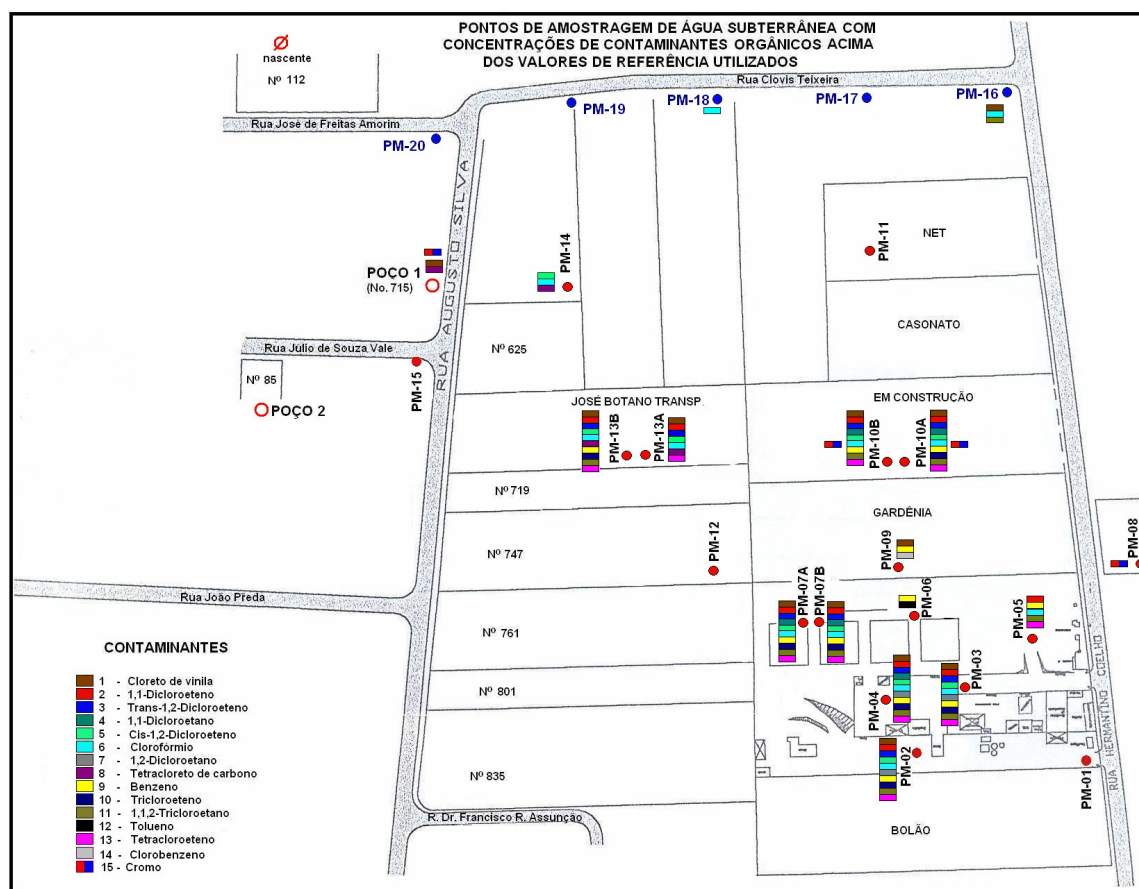 PONTOS DE AMOSTRAGEM DE ÁGUA SUBTERRÂNEA COM
CONCENTRAÇÕES DE CONTAMINANTES ORGÂNICOS ACIMA
DOS VALORES DE REFERÊNCIA UTILIZADOS
nascente
Nº 112
Rua Clovis Teixeira
PM-19
PM-18
PM-17
PM-16
Rua José de Freitas Amorim
PM-20
RUA AUGUSTO SILVA
PM-14
PM-11
NET
POÇO 1
(No. 715)
CASONATO
Rua Júlio de Souza Vale
Nº 625
PM-15
Nº 85
POÇO 2
JOSÉ BOTANO TRANSP.
EM CONSTRUÇÃO
PM-13B
PM-13A
PM-10B
PM-10A
Nº 719
GARDÊNIA
Nº 747
PM-12
PM-09
PM-08
Rua João Preda
PM-07A
PM-07B
PM-06
PM-05
Nº 761
RUA HERMANTINO COELHO
Nº 801
PM-04
PM-03
Nº 835
PM-02
PM-01
R. Dr. Francisco R. Assunção
BOLÃO
CONTAMINANTES
1 - Cloreto de vinila
2 - 1,1-Dicloroeteno
3 - Trans-1,2-Dicloroeteno
4 - 1,1-Dicloroetano
5 - Cis-1,2-Dicloroeteno
6 - Clorofórmio
7 - 1,2-Dicloroetano
8 - Tetracloreto de carbono
9 - Benzeno
10 - Tricloroeteno
11 - 1,1,2-Tricloroetano
12 - Tolueno
13 - Tetracloroeteno
14 - Clorobenzeno
15 - Cromo